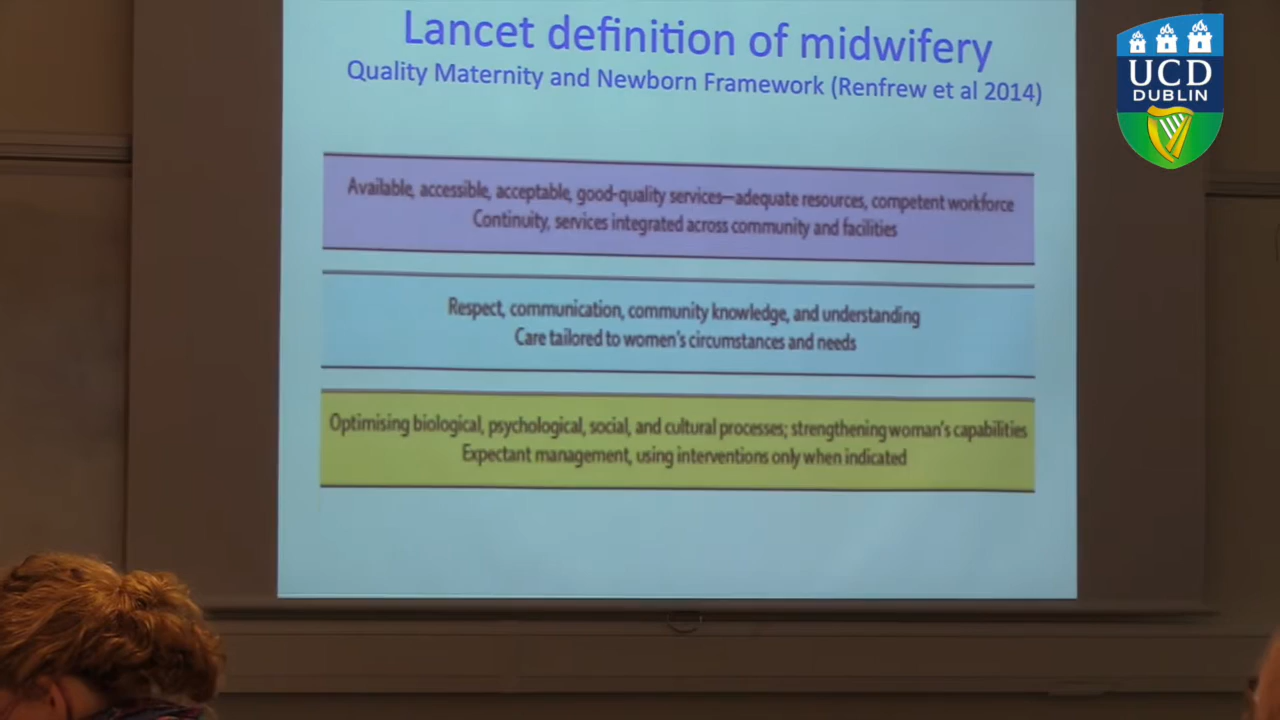 Lancet definition of midwifery
Quality Maternity and Newborn Framework (Renfrew et al 2014)
UCD
DUBLIN
Available, accessible, acceptable, good-quality services—adequate resources, competent workforce
Continuity, services integrated across community and facilities
Respect, communication, community knowledge, and understanding
Care tailored to women's circumstances and needs
Optimising biological, psychological, social, and cultural processes; strengthening woman's capabilities
Expectant management, using interventions only when indicated